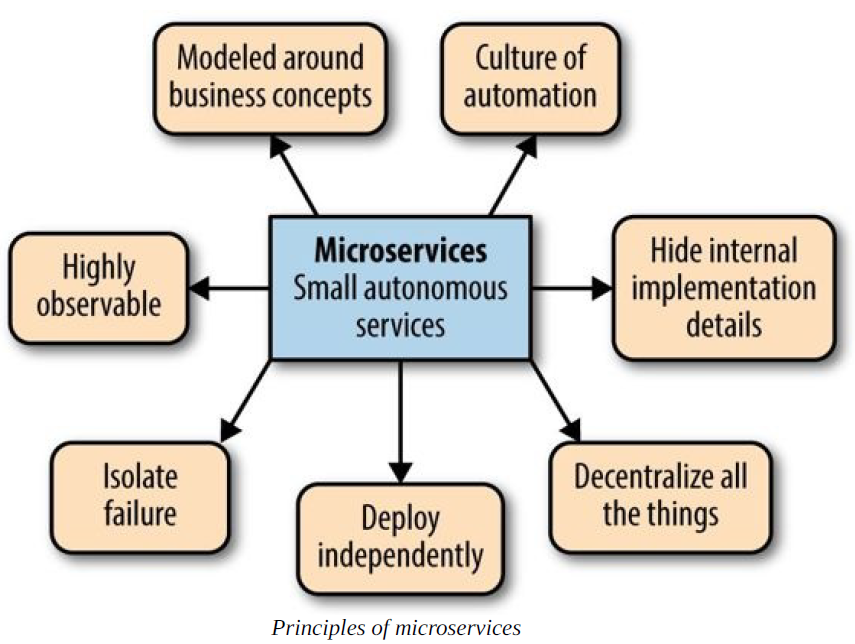 Modeled around
business concepts
Culture of
automation
Highly
observable
Microservices
Small autonomous
services
Hide internal
implementation
details
Isolate
failure
Deploy
independently
Decentralize all
the things
Principles of microservices